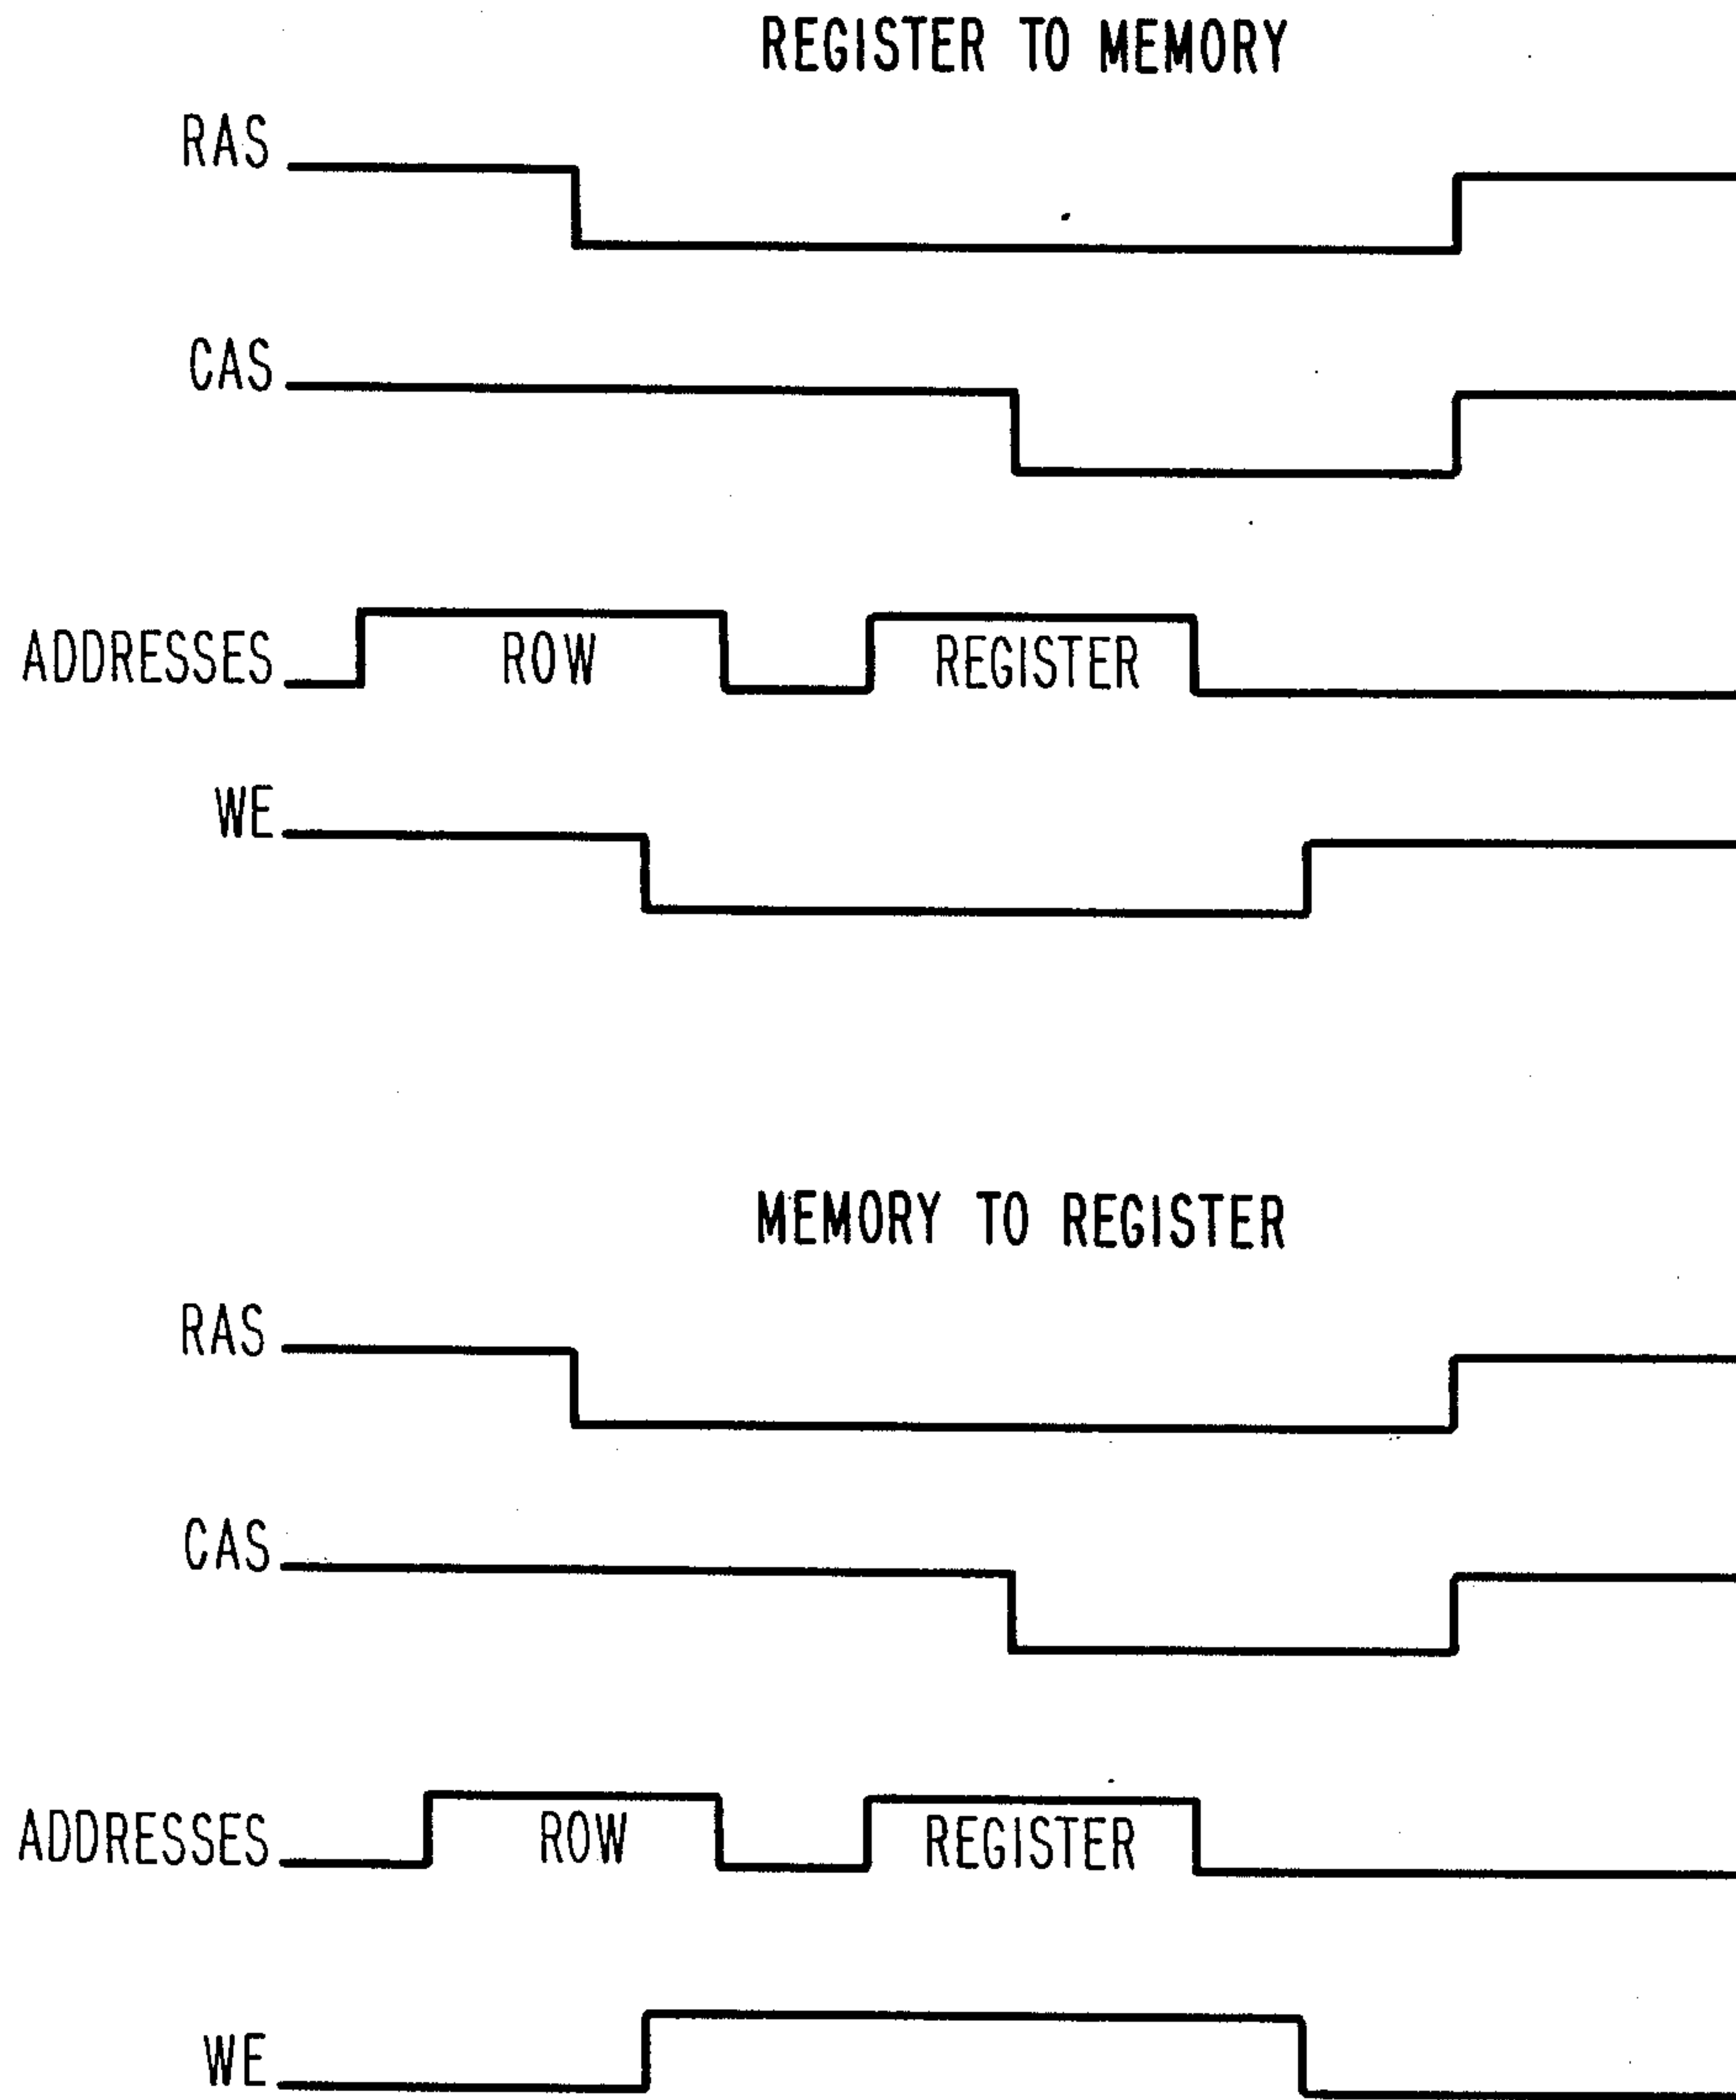 REGISTER TO MEMORY
RAS
CAS
ADDRESSES
ROW
REGISTER
WE
MEMORY TO REGISTER
RAS
CAS
ADDRESSES
ROW
REGISTER
WE